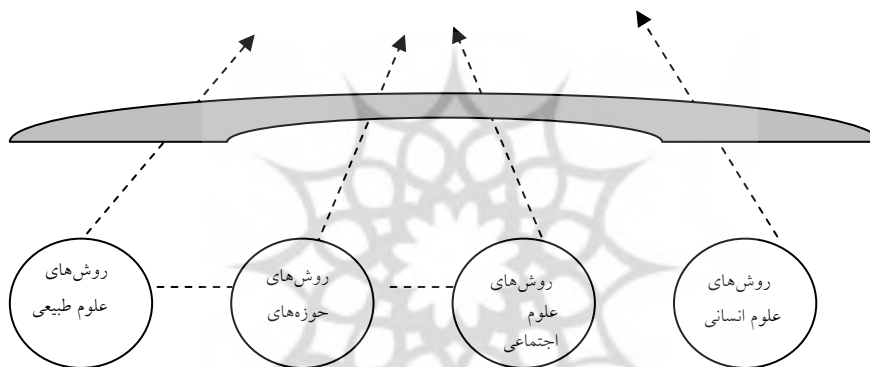 روش‌های
علوم انسانی
روش‌های
علوم
اجتماعی
روش‌های
حوزه‌های
روش‌های
علوم طبیعی